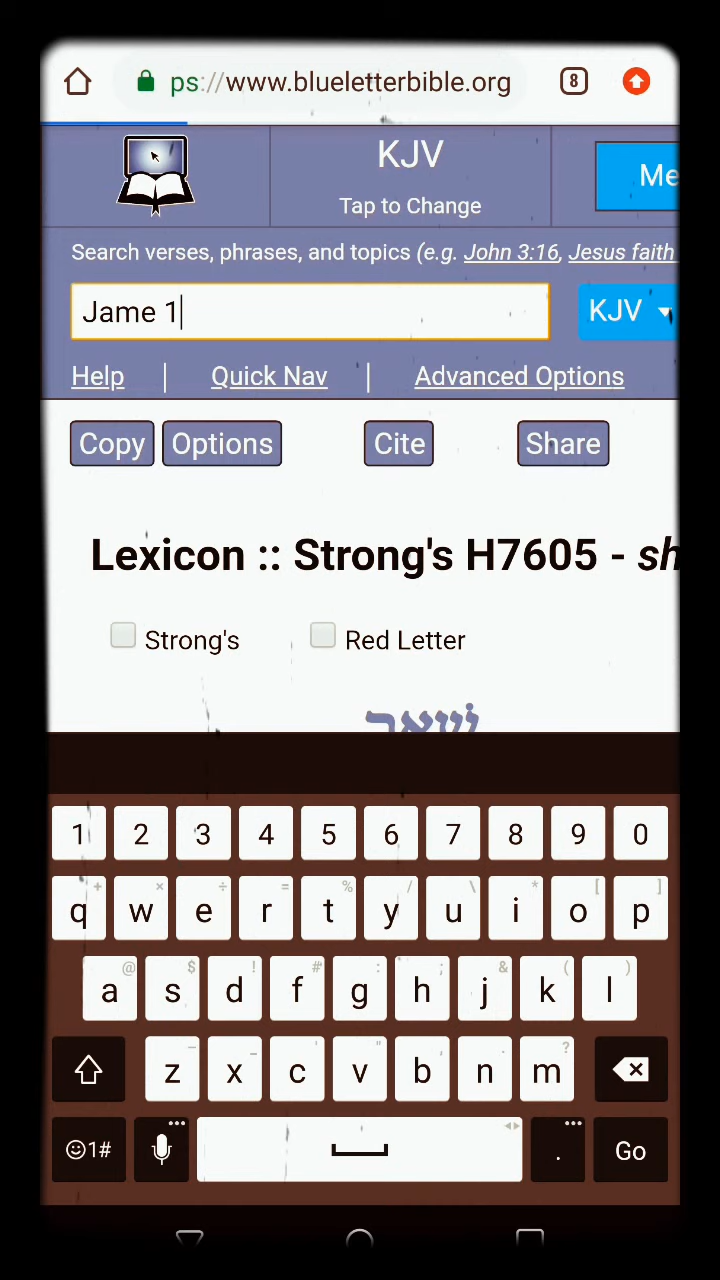 ps://www.blueletterbible.org 8
KJV
Me
Tap to Change
Search verses, phrases, and topics (e.g. John 3:16, Jesus faith
Jame 1
KJV
Help | Quick Nav | Advanced Options
Copy Options Cite Share
Lexicon :: Strong's H7605 - sh
Strong's Red Letter
שְׁאָר
1 2 3 4 5 6 7 8 9 0
+ × ÷ = % / \ * [ ]
q w e r t y u i o p
@ $ ! # : ; & ( )
a s d f g h j k l
z x c v b n m ?
1# . Go